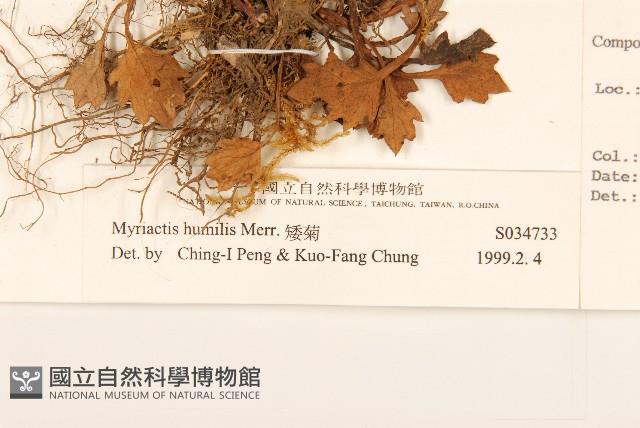 國立自然科學博物館
MUSEUM OF NATURAL SCIENCE, TAICHUNG, TAIWAN, R.O.CHINA
Myriactis humilis Merr. 矮菊 S034733
Det. by Ching-I Peng & Kuo-Fang Chung 1999.2. 4
Compo
Loc.:
Col.:
Date:
Det.:
國立自然科學博物館
NATIONAL MUSEUM OF NATURAL SCIENCE